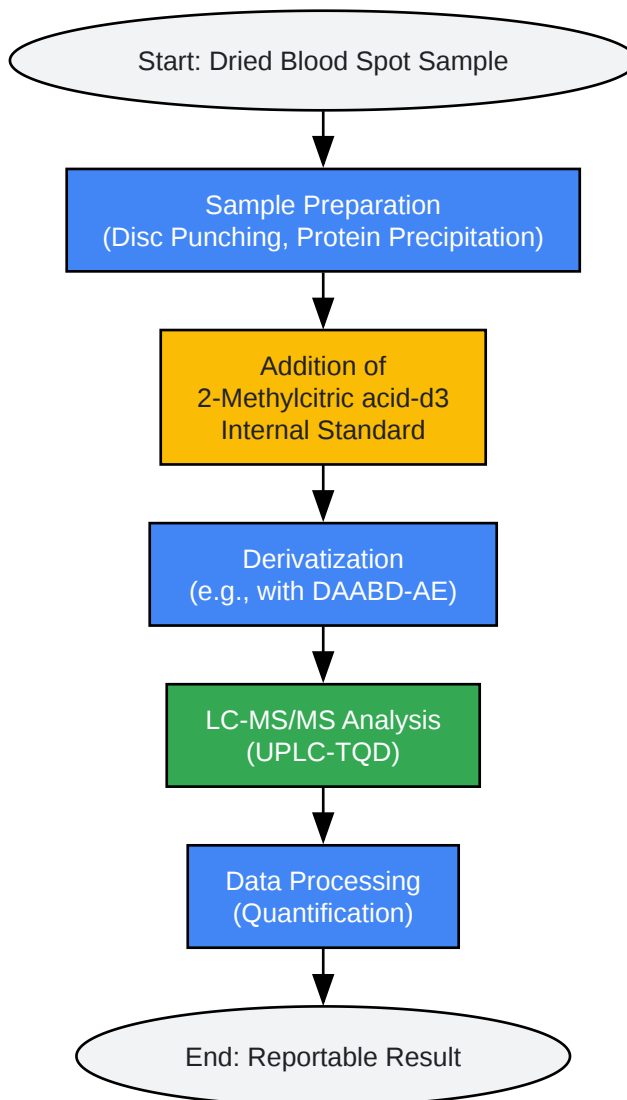 Start: Dried Blood Spot Sample
Sample Preparation
(Disc Punching, Protein Precipitation)
Addition of
2-Methylcitric acid-d3
Internal Standard
Derivatization
(e.g., with DAABD-AE)
LC-MS/MS Analysis
(UPLC-TQD)
Data Processing
(Quantification)
End: Reportable Result